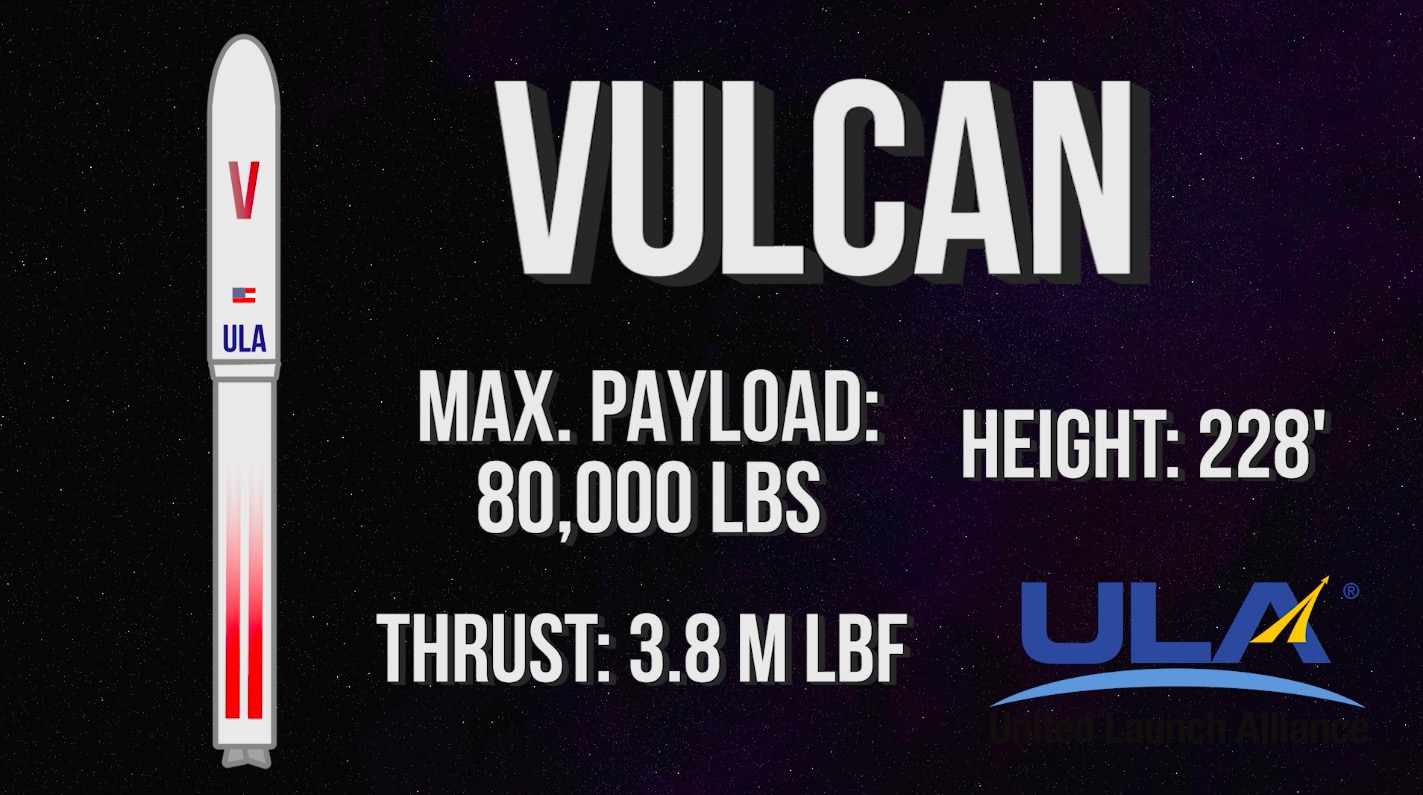 VULCAN
V
ULA
MAX. PAYLOAD:
80,000 LBS
HEIGHT: 228'
THRUST: 3.8 M LBF
ULA®
United Launch Alliance